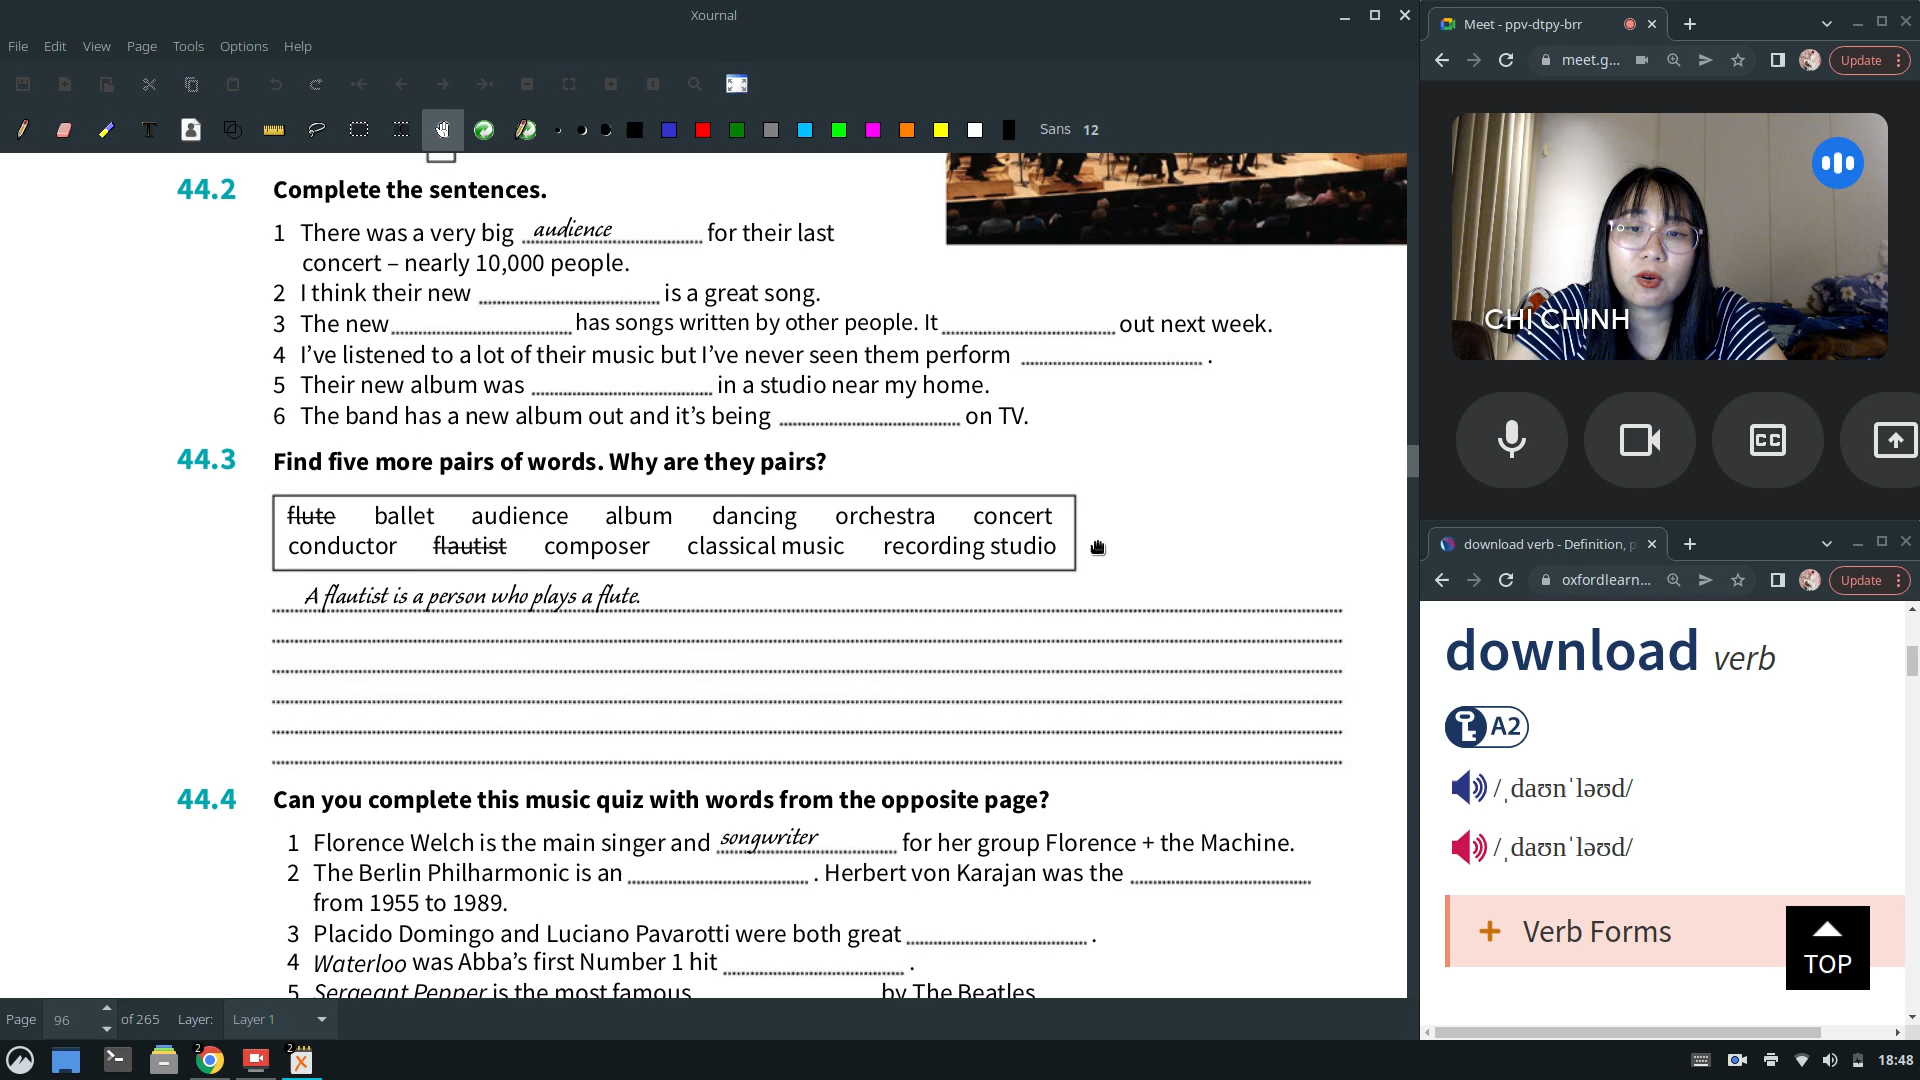 Xournal
File Edit View Page Tools Options Help
Sans 12
44.2 Complete the sentences.
1 There was a very big audience for their last
concert – nearly 10,000 people.
2 I think their new is a great song.
3 The new has songs written by other people. It out next week.
4 I've listened to a lot of their music but I've never seen them perform .
5 Their new album was in a studio near my home.
6 The band has a new album out and it's being on TV.
44.3 Find five more pairs of words. Why are they pairs?
flute ballet audience album dancing orchestra concert
conductor flautist composer classical music recording studio
A flautist is a person who plays a flute.
44.4 Can you complete this music quiz with words from the opposite page?
1 Florence Welch is the main singer and songwriter for her group Florence + the Machine.
2 The Berlin Philharmonic is an . Herbert von Karajan was the
from 1955 to 1989.
3 Placido Domingo and Luciano Pavarotti were both great .
4 Waterloo was Abba's first Number 1 hit .
5 Sergeant Pepper is the most famous by The Beatles
Page 96 of 265 Layer: Layer 1
Meet - ppv-dtpy-brr
meet.g... Update
CHỊ CHINH
CC
download verb - Definition, p
oxfordlearn... Update
download verb
A2
/ˌdaʊnˈləʊd/
/ˌdaʊnˈləʊd/
+ Verb Forms
TOP
2
2
18:48